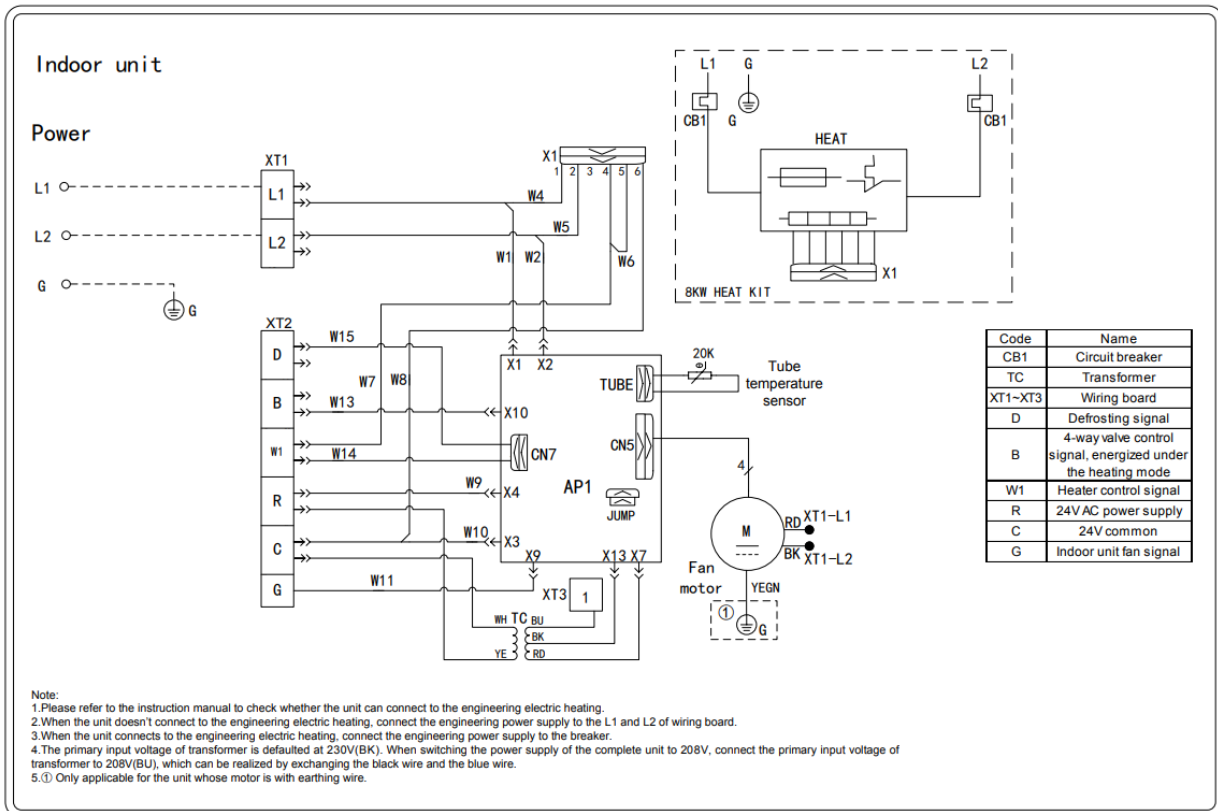 Indoor unit
Power
L1
L2
G
G
XT1
L1
L2
XT2
D
B
W1
R
C
G
W15
W13
W14
W9
W10
W11
W7
W8
X1
1 2 3 4 5 6
W4
W5
W6
W1
W2
X1 X2
TUBE
X10
CN7
CN5
X4
AP1
JUMP
X3
X9
X13 X7
XT3
1
WH TC BU
BK
YE
RD
20K
Tube
temperature
sensor
4
M
RD XT1-L1
BK XT1-L2
Fan
motor
YEGN
①
G
L1 G L2
CB1
G
CB1
HEAT
X1
8KW HEAT KIT
Code Name
CB1 Circuit breaker
TC Transformer
XT1~XT3 Wiring board
D Defrosting signal
B 4-way valve control
signal, energized under
the heating mode
W1 Heater control signal
R 24V AC power supply
C 24V common
G Indoor unit fan signal
Note:
1.Please refer to the instruction manual to check whether the unit can connect to the engineering electric heating.
2.When the unit doesn't connect to the engineering electric heating, connect the engineering power supply to the L1 and L2 of wiring board.
3.When the unit connects to the engineering electric heating, connect the engineering power supply to the breaker.
4.The primary input voltage of transformer is defaulted at 230V(BK). When switching the power supply of the complete unit to 208V, connect the primary input voltage of
transformer to 208V(BU), which can be realized by exchanging the black wire and the blue wire.
5.① Only applicable for the unit whose motor is with earthing wire.